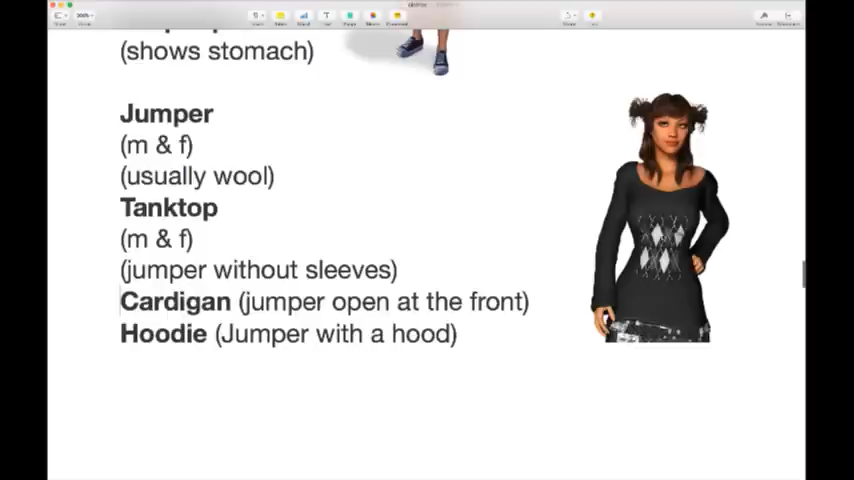 (shows stomach)
Jumper
(m & f)
(usually wool)
Tanktop
(m & f)
(jumper without sleeves)
Cardigan (jumper open at the front)
Hoodie (Jumper with a hood)